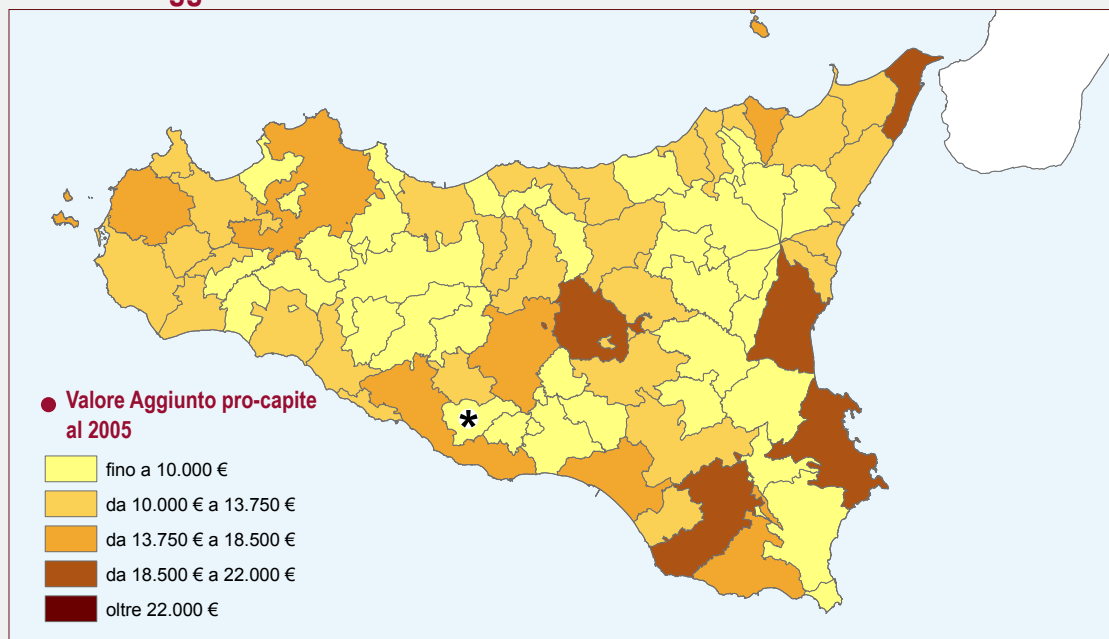 ● Valore Aggiunto pro-capite
al 2005
fino a 10.000 €
da 10.000 € a 13.750 €
da 13.750 € a 18.500 €
da 18.500 € a 22.000 €
oltre 22.000 €
*